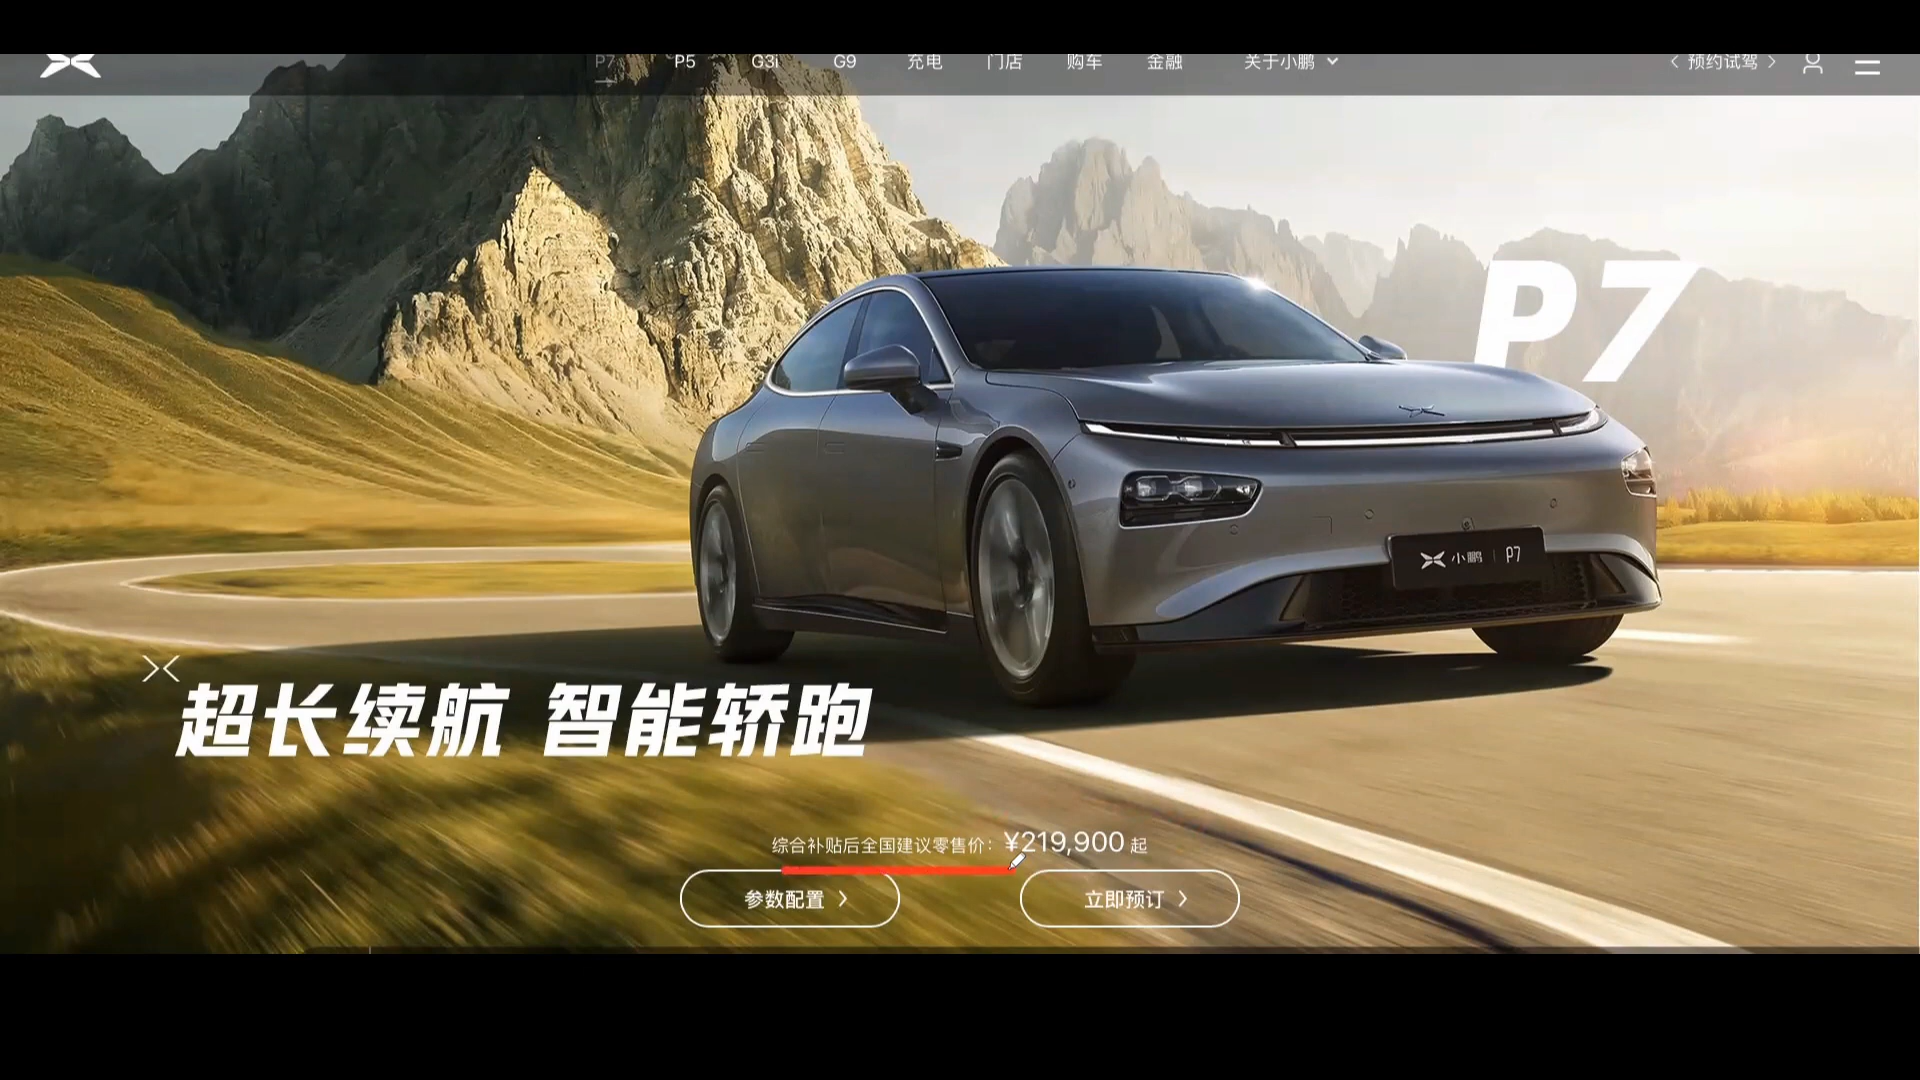 P7 P5 G3i G9 充电 门店 购车 金融 关于小鹏 预约试驾
P7
小鹏 P7
超长续航 智能轿跑
综合补贴后全国建议零售价：¥219,900 起
参数配置 立即预订